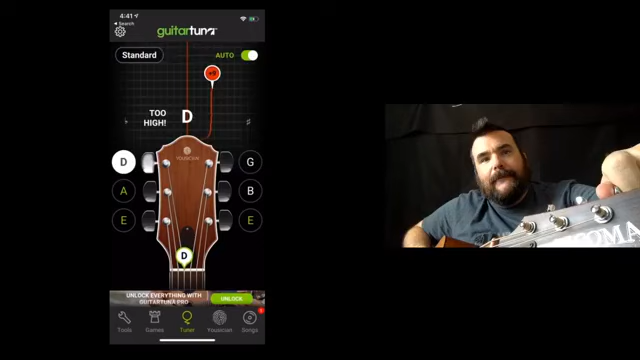 4:41
Search
guitartuna
Standard
AUTO
TOO
HIGH!
D
YOUSICIAN
D
G
A
B
E
E
D
UNLOCK EVERYTHING WITH
GUITARTUNA PRO
UNLOCK
Tools
Games
Tuner
Yousician
Songs